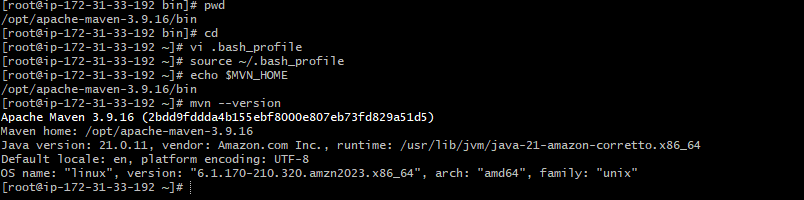 [root@ip-172-31-33-192 bin]# pwd
/opt/apache-maven-3.9.16/bin
[root@ip-172-31-33-192 bin]# cd
[root@ip-172-31-33-192 ~]# vi .bash_profile
[root@ip-172-31-33-192 ~]# source ~/.bash_profile
[root@ip-172-31-33-192 ~]# echo $MVN_HOME
/opt/apache-maven-3.9.16/bin
[root@ip-172-31-33-192 ~]# mvn --version
Apache Maven 3.9.16 (2bdd9fddda4b155ebf8000e807eb73fd829a51d5)
Maven home: /opt/apache-maven-3.9.16
Java version: 21.0.11, vendor: Amazon.com Inc., runtime: /usr/lib/jvm/java-21-amazon-corretto.x86_64
Default locale: en, platform encoding: UTF-8
OS name: "linux", version: "6.1.170-210.320.amzn2023.x86_64", arch: "amd64", family: "unix"
[root@ip-172-31-33-192 ~]#